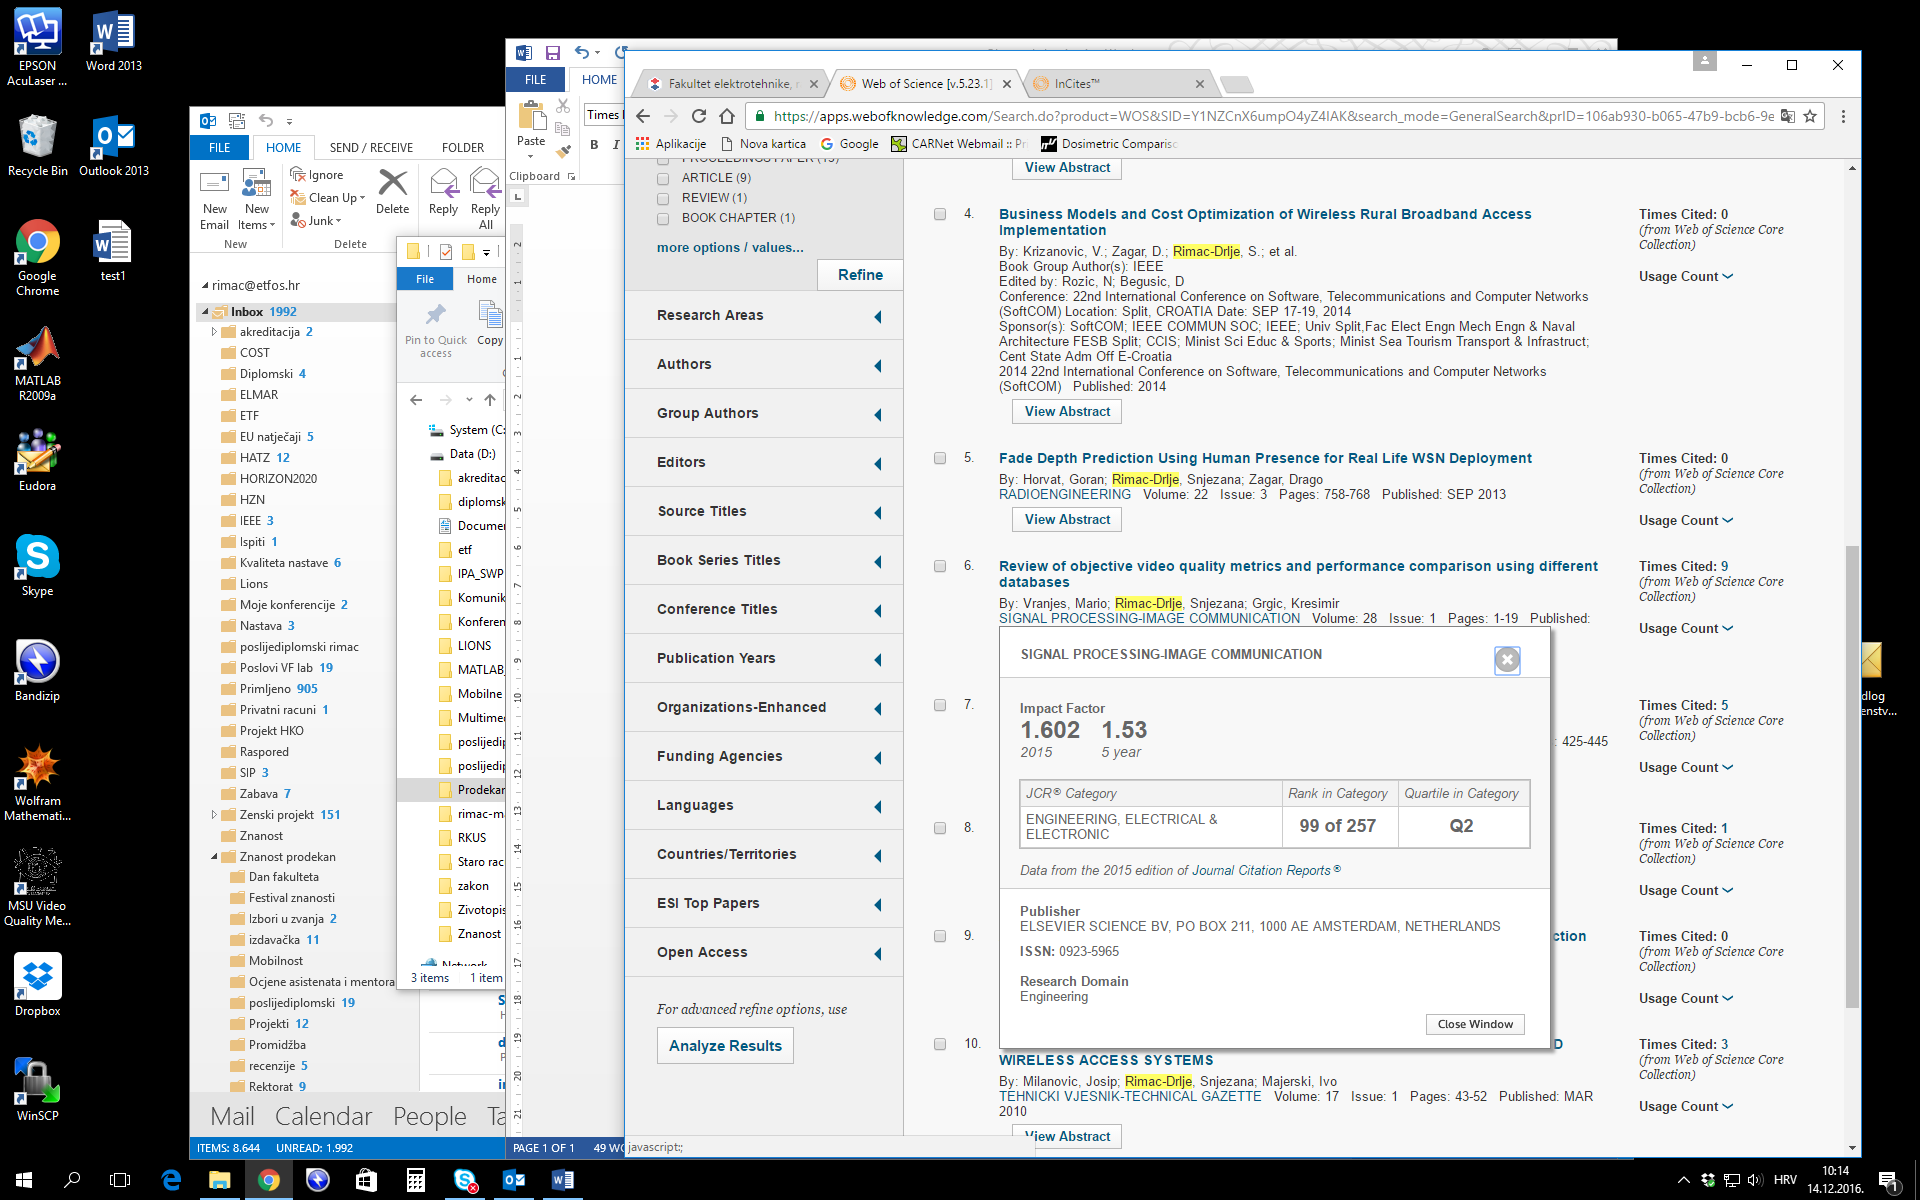 EPSON
AcuLaser ...
Word 2013
Recycle Bin
Outlook 2013
Google
Chrome
test1
MATLAB
R2009a
Eudora
Skype
Bandizip
Wolfram
Mathemati...
MSU Video
Quality Me...
Dropbox
WinSCP
FILE
HOME
SEND / RECEIVE
FOLDER
New
Email
New
Items
Ignore
Clean Up
Junk
Delete
Reply
Reply
All
New
Delete
rimac@etfos.hr
Inbox 1992
akreditacija 2
COST
Diplomski 4
ELMAR
ETF
EU natječaji 5
HATZ 12
HORIZON2020
HZN
IEEE 3
Ispiti 1
Kvaliteta nastave 6
Lions
Moje konferencije 2
Nastava 3
poslijediplomski rimac
Poslovi VF lab 19
Primljeno 905
Privatni racuni 1
Projekt HKO
Raspored
SIP 3
Zabava 7
Zenski projekt 151
Znanost
Znanost prodekan
Dan fakulteta
Festival znanosti
Izbori u zvanja 2
izdavačka 11
Mobilnost
Ocjene asistenata i mentora
poslijediplomski 19
Projekti 12
Promidžba
recenzije 5
Rektorat 9
Mail Calendar People Ta
ITEMS: 8.644 UNREAD: 1.992
File
Home
Pin to Quick
access
Copy
System (C:
Data (D:)
akreditac
diplomsk
Documen
etf
IPA_SWP
Komunik
Konferen
LIONS
MATLAB_
Mobilne
Multimed
poslijedip
poslijedip
Prodekan
rimac-ma
RKUS
Staro rac
zakon
Zivotopis
Znanost
Network
3 items 1 item
FILE
HOME
Paste
Times
B I
Clipboard
PAGE 1 OF 1 49 WO
Fakultet elektrotehnike, r
Web of Science [v.5.23.1]
InCites™
https://apps.webofknowledge.com/Search.do?product=WOS&SID=Y1NZCnX6umpO4yZ4IAK&search_mode=GeneralSearch&prID=106ab930-b065-47b9-bcb6-9e
Aplikacije
Nova kartica
Google
CARNet Webmail :: Pr
Dosimetric Comparis
PROCEEDINGS PAPER (15)
ARTICLE (9)
REVIEW (1)
BOOK CHAPTER (1)
more options / values...
Refine
Research Areas
Authors
Group Authors
Editors
Source Titles
Book Series Titles
Conference Titles
Publication Years
Organizations-Enhanced
Funding Agencies
Languages
Countries/Territories
ESI Top Papers
Open Access
For advanced refine options, use
Analyze Results
javascript:;
View Abstract
4.
Business Models and Cost Optimization of Wireless Rural Broadband Access
Implementation
By: Krizanovic, V.; Zagar, D.; Rimac-Drlje, S.; et al.
Book Group Author(s): IEEE
Edited by: Rozic, N; Begusic, D
Conference: 22nd International Conference on Software, Telecommunications and Computer Networks
(SoftCOM) Location: Split, CROATIA Date: SEP 17-19, 2014
Sponsor(s): SoftCOM; IEEE COMMUN SOC; IEEE; Univ Split,Fac Elect Engn Mech Engn & Naval
Architecture FESB Split; CCIS; Minist Sci Educ & Sports; Minist Sea Tourism Transport & Infrastruct;
Cent State Adm Off E-Croatia
2014 22nd International Conference on Software, Telecommunications and Computer Networks
(SoftCOM) Published: 2014
View Abstract
Times Cited: 0
(from Web of Science Core
Collection)
Usage Count
5.
Fade Depth Prediction Using Human Presence for Real Life WSN Deployment
By: Horvat, Goran; Rimac-Drlje, Snjezana; Zagar, Drago
RADIOENGINEERING Volume: 22 Issue: 3 Pages: 758-768 Published: SEP 2013
View Abstract
Times Cited: 0
(from Web of Science Core
Collection)
Usage Count
6.
Review of objective video quality metrics and performance comparison using different
databases
By: Vranjes, Mario; Rimac-Drlje, Snjezana; Grgic, Kresimir
SIGNAL PROCESSING-IMAGE COMMUNICATION Volume: 28 Issue: 1 Pages: 1-19 Published:
Times Cited: 9
(from Web of Science Core
Collection)
Usage Count
SIGNAL PROCESSING-IMAGE COMMUNICATION
Impact Factor
1.602 1.53
2015 5 year
JCR® Category Rank in Category Quartile in Category
ENGINEERING, ELECTRICAL &
ELECTRONIC
99 of 257
Q2
Data from the 2015 edition of Journal Citation Reports®
Publisher
ELSEVIER SCIENCE BV, PO BOX 211, 1000 AE AMSTERDAM, NETHERLANDS
ISSN: 0923-5965
Research Domain
Engineering
Close Window
7.
: 425-445
Times Cited: 5
(from Web of Science Core
Collection)
Usage Count
8.
Times Cited: 1
(from Web of Science Core
Collection)
Usage Count
9.
ction
Times Cited: 0
(from Web of Science Core
Collection)
Usage Count
10.
D
WIRELESS ACCESS SYSTEMS
By: Milanovic, Josip; Rimac-Drlje, Snjezana; Majerski, Ivo
TEHNICKI VJESNIK-TECHNICAL GAZETTE Volume: 17 Issue: 1 Pages: 43-52 Published: MAR
2010
View Abstract
Times Cited: 3
(from Web of Science Core
Collection)
Usage Count
dlog
enstv...
HRV
10:14
14.12.2016.
1